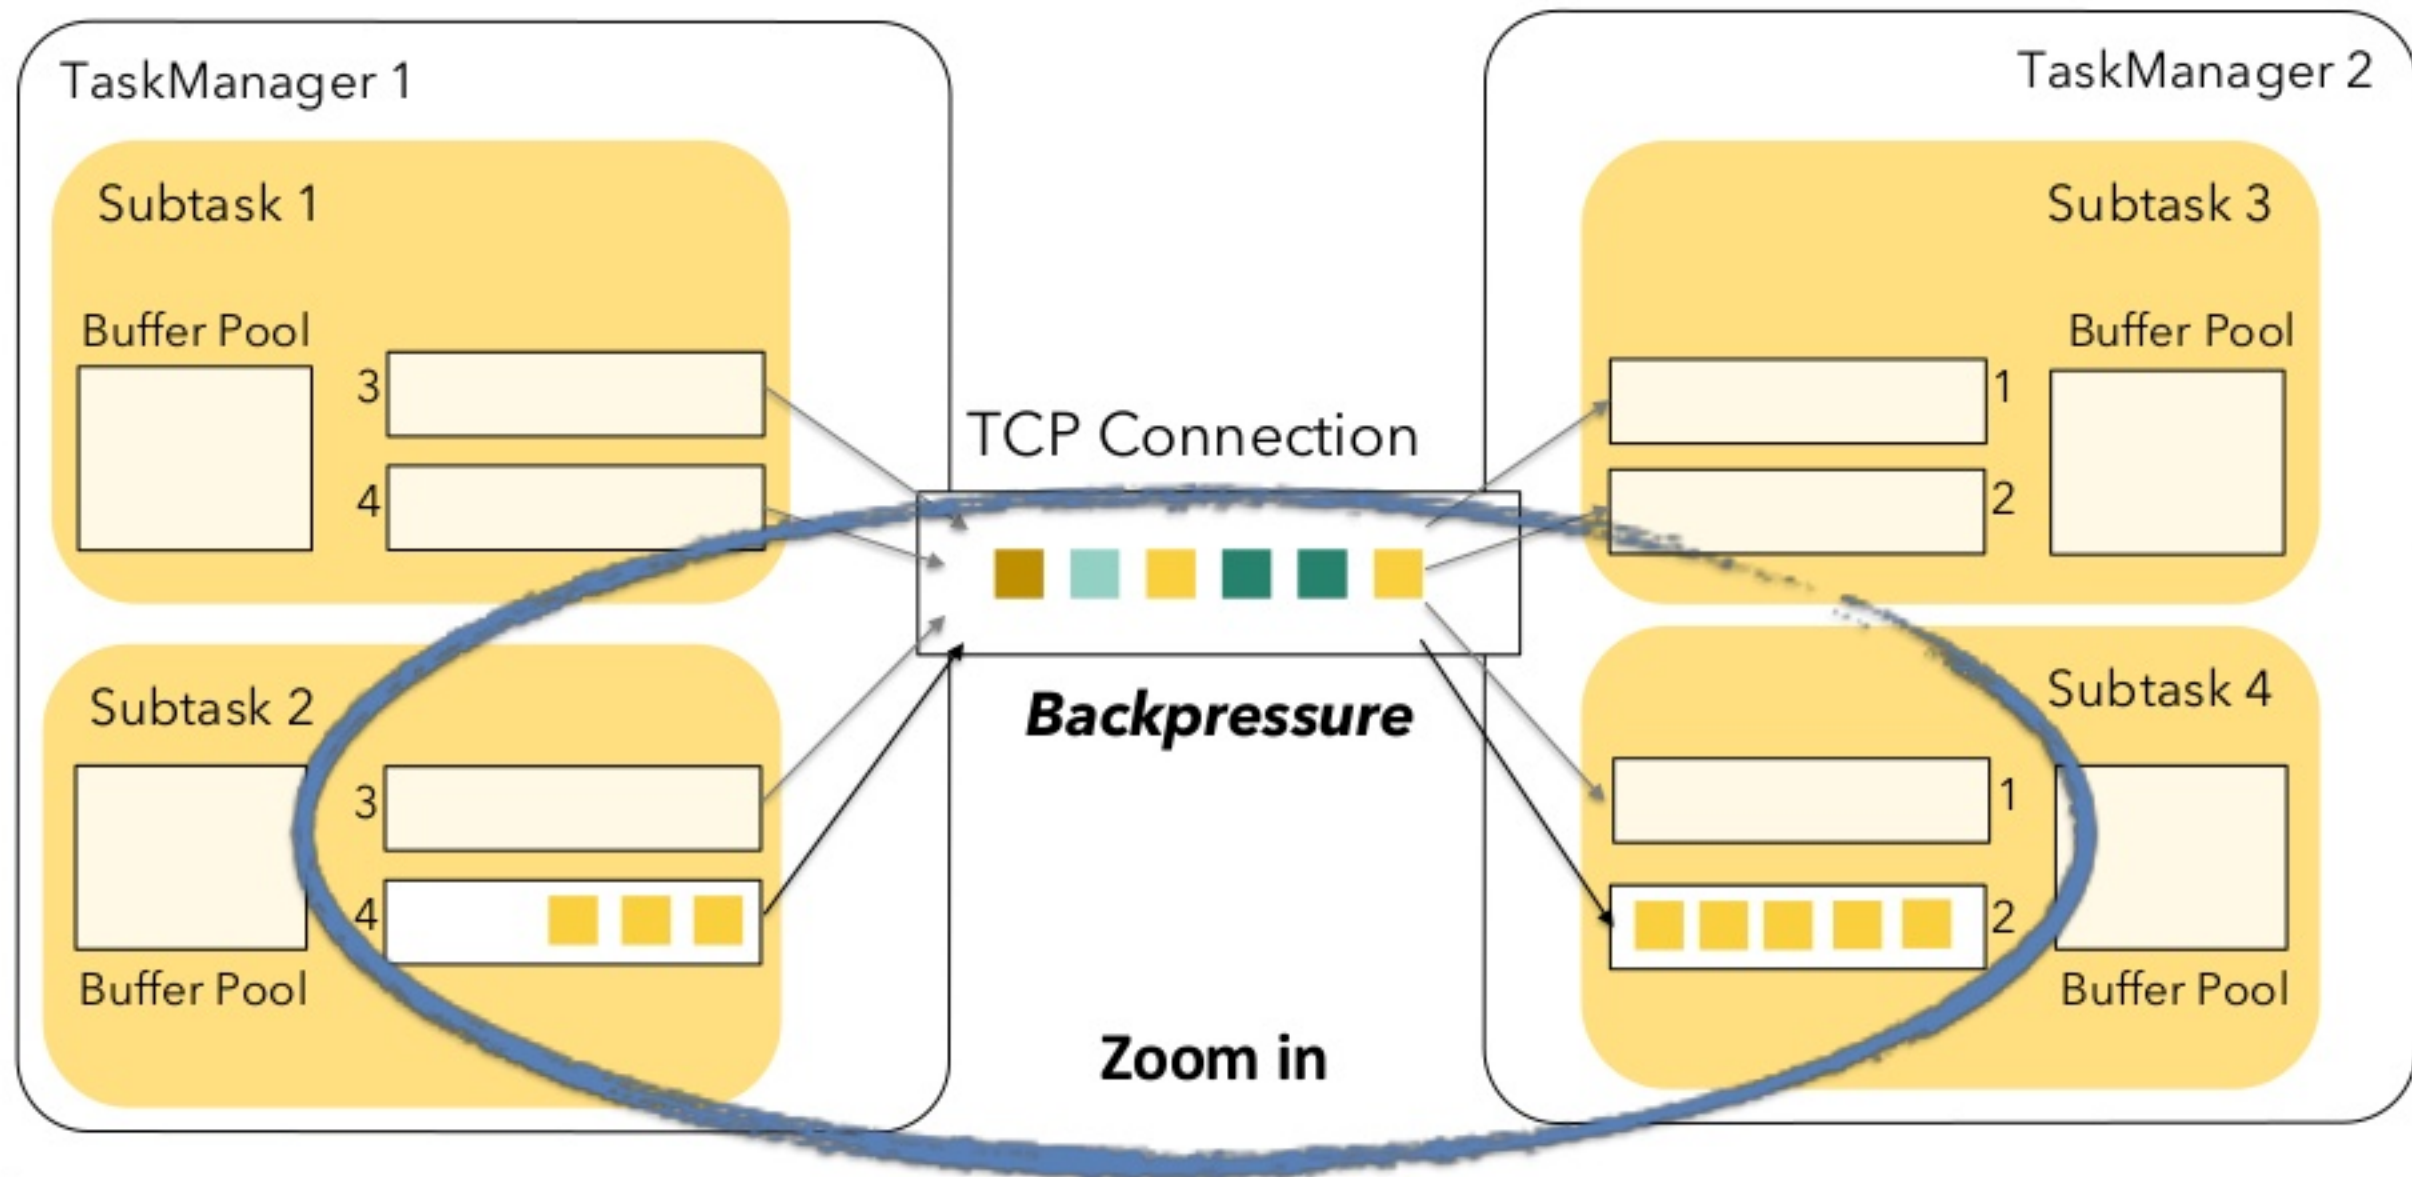 TaskManager 1
Subtask 1
Buffer Pool
3
4
Subtask 2
3
4
Buffer Pool
TCP Connection
Backpressure
Zoom in
TaskManager 2
Subtask 3
Buffer Pool
1
2
Subtask 4
1
2
Buffer Pool